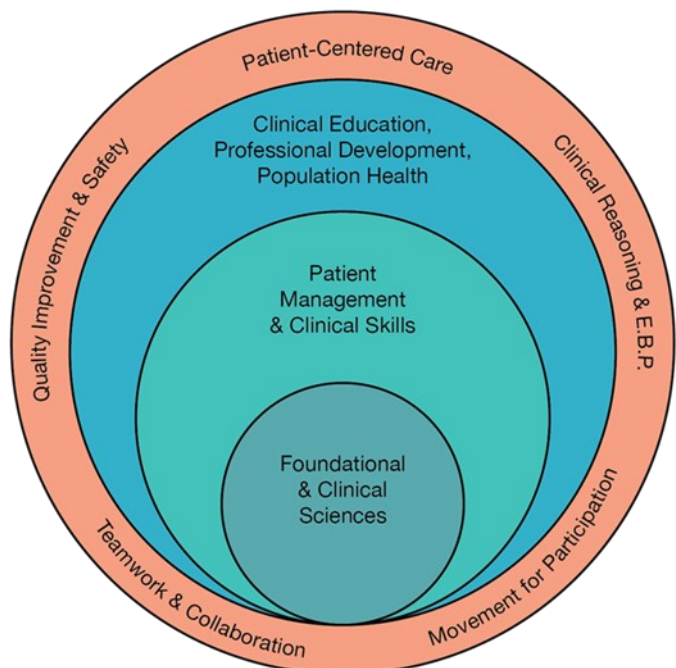 Patient-Centered Care
Clinical Education,
Professional Development,
Population Health
Quality Improvement & Safety
Clinical Reasoning & E.B.P.
Patient
Management
& Clinical Skills
Foundational
& Clinical
Sciences
Teamwork & Collaboration
Movement for Participation